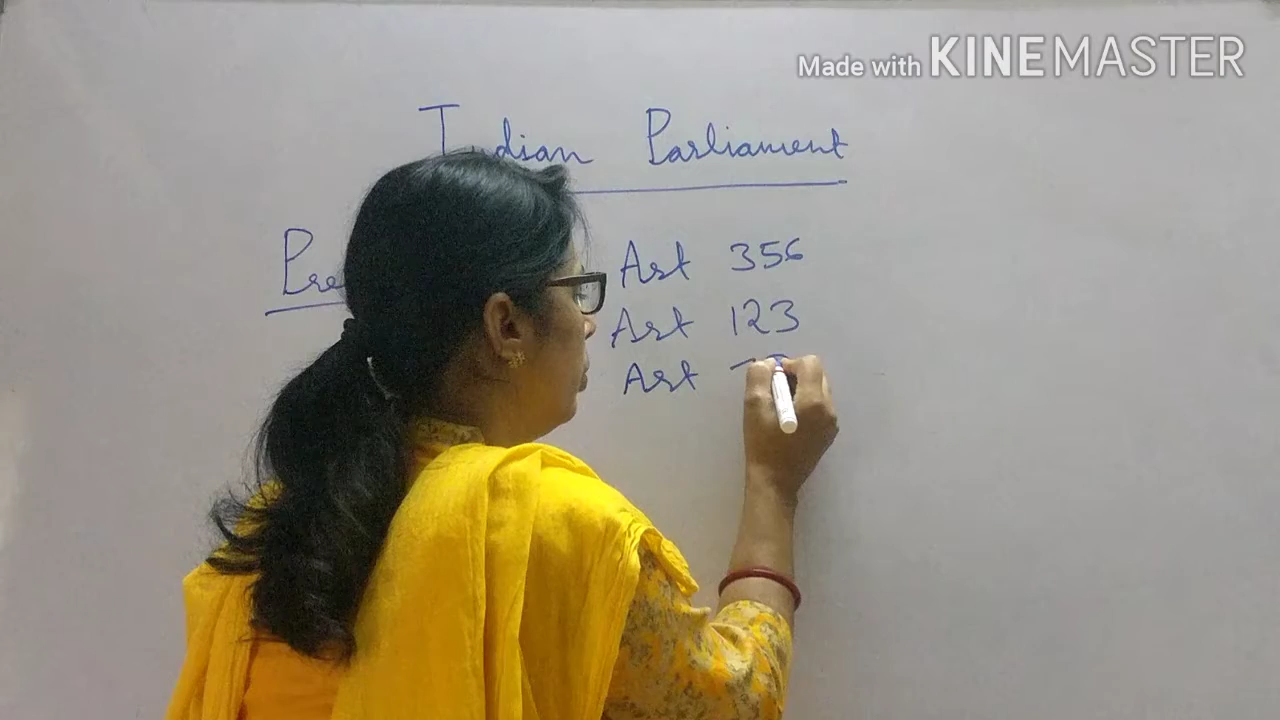 Made with KINEMASTER
Indian Parliament
Art 356
Art 123
Art